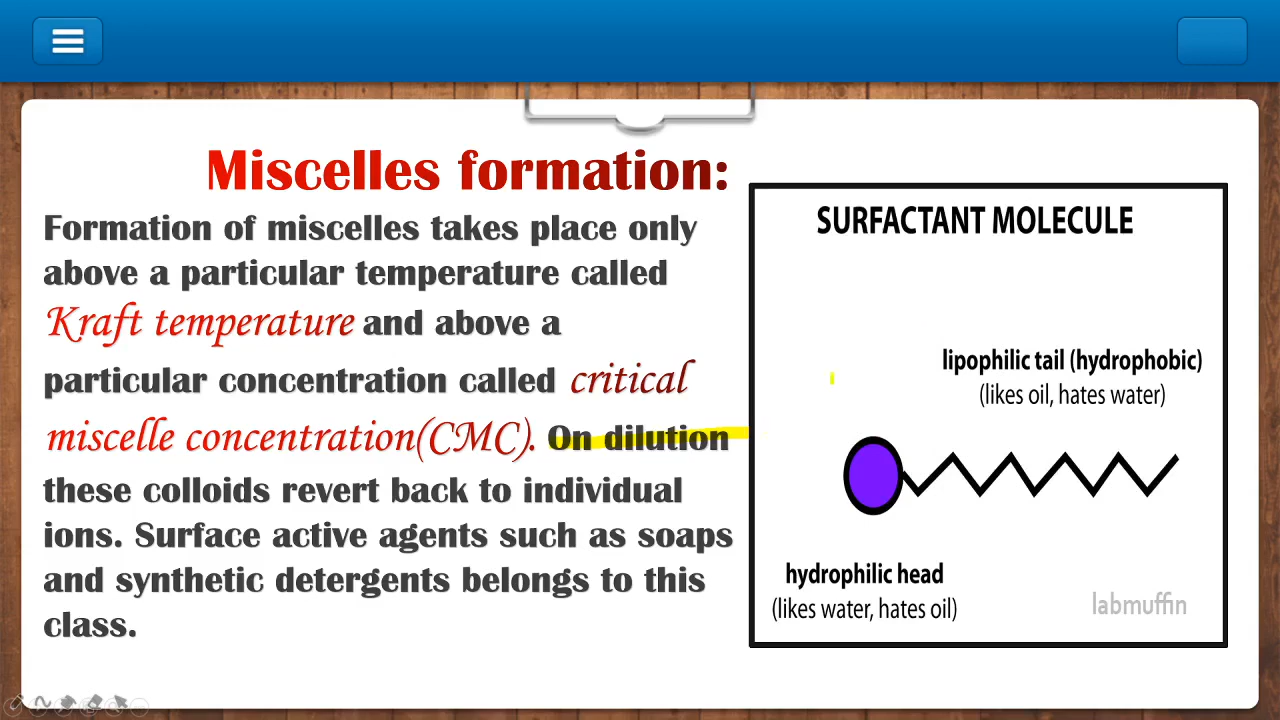 Miscelles formation:
Formation of miscelles takes place only
above a particular temperature called
Kraft temperature and above a
particular concentration called critical
miscelle concentration(CMC). On dilution
these colloids revert back to individual
ions. Surface active agents such as soaps
and synthetic detergents belongs to this
class.
SURFACTANT MOLECULE
lipophilic tail (hydrophobic)
(likes oil, hates water)
hydrophilic head
(likes water, hates oil)
labmuffin